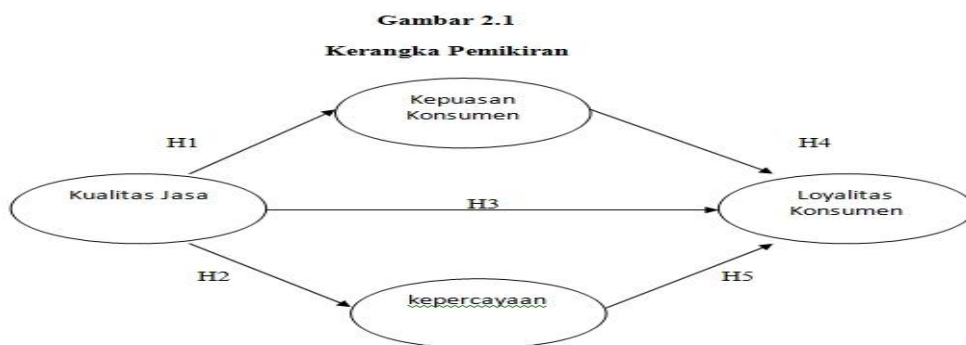 Gambar 2.1
Kerangka Pemikiran
Kepuasan
Konsumen
H1
H4
Kualitas Jasa
H3
Loyalitas
Konsumen
H2
H5
kepercayaan